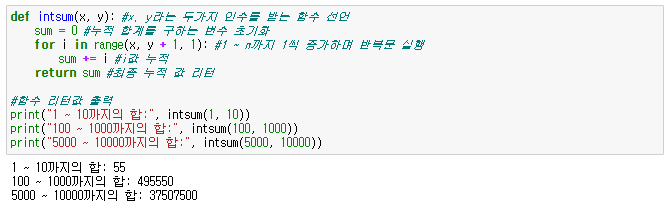 def intsum(x, y): #x, y라는 두가지 인수를 받는 함수 선언
    sum = 0 #누적 합계를 구하는 변수 초기화
    for i in range(x, y + 1, 1): #1 ~ n까지 1씩 증가하며 반복문 실행
        sum += i #i값 누적
    return sum #최종 누적 값 리턴

#함수 리턴값 출력
print("1 ~ 10까지의 합:", intsum(1, 10))
print("100 ~ 1000까지의 합:", intsum(100, 1000))
print("5000 ~ 10000까지의 합:", intsum(5000, 10000))
1 ~ 10까지의 합: 55
100 ~ 1000까지의 합: 495550
5000 ~ 10000까지의 합: 37507500